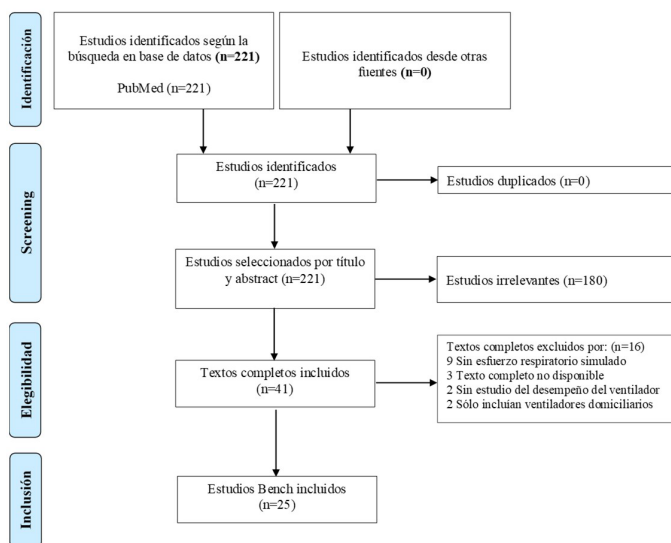 Identificación
Estudios identificados según la
búsqueda en base de datos (n=221)
PubMed (n=221)
Estudios identificados desde otras
fuentes (n=0)
Screening
Estudios identificados
(n=221)
Estudios duplicados (n=0)
Estudios seleccionados por título
y abstract (n=221)
Estudios irrelevantes (n=180)
Elegibilidad
Textos completos incluidos
(n=41)
Textos completos excluidos por: (n=16)
9 Sin esfuerzo respiratorio simulado
3 Texto completo no disponible
2 Sin estudio del desempeño del ventilador
2 Sólo incluían ventiladores domiciliarios
Inclusión
Estudios Bench incluidos
(n=25)